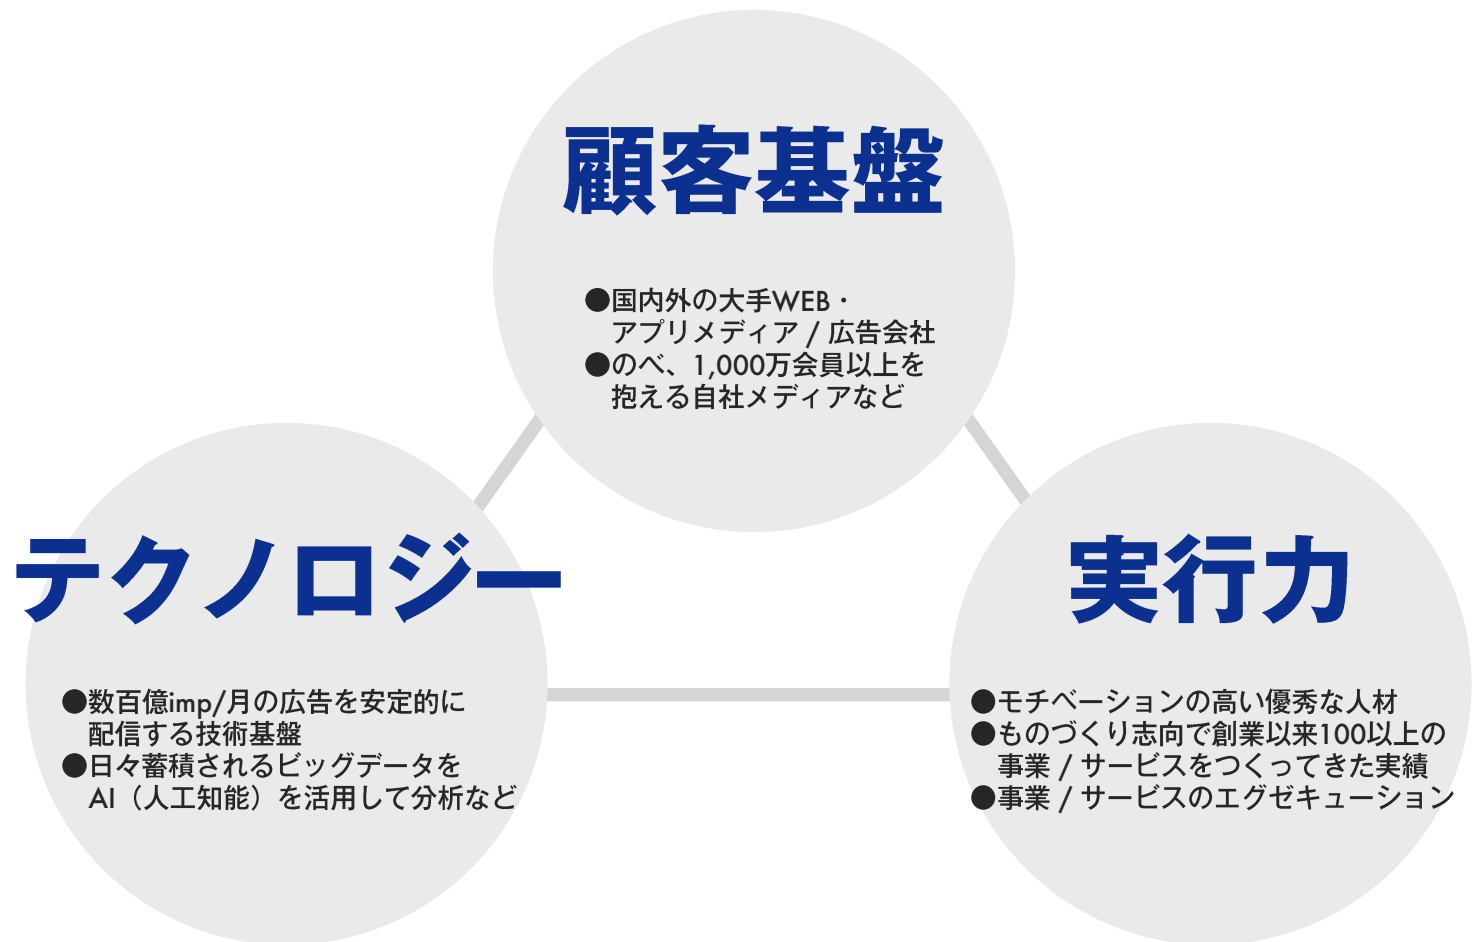 顧客基盤
●国内外の大手WEB・
アプリメディア / 広告会社
●のべ、1,000万会員以上を
抱える自社メディアなど
テクノロジー
●数百億imp/月の広告を安定的に
配信する技術基盤
●日々蓄積されるビッグデータを
AI（人工知能）を活用して分析など
実行力
●モチベーションの高い優秀な人材
●ものづくり志向で創業以来100以上の
事業 / サービスをつくってきた実績
●事業 / サービスのエグゼキューション